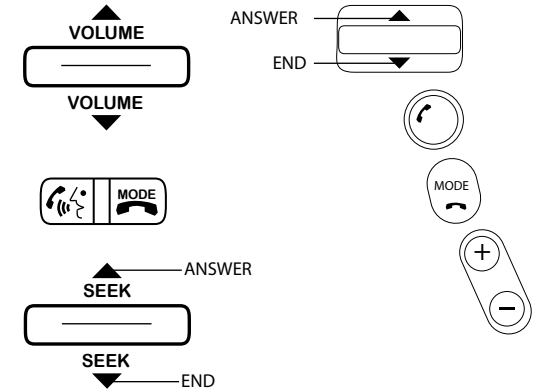 VOLUME
VOLUME
MODE
ANSWER
SEEK
SEEK
END
ANSWER
END
MODE
+
−